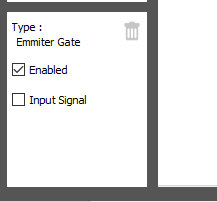 Type :
Emmiter Gate
Enabled
Input Signal